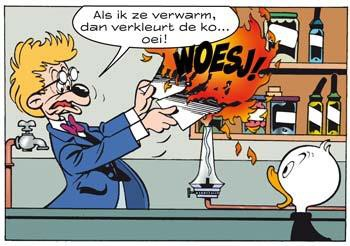 Als ik ze verwarm,
dan verkleurt de ko...
oei!
WOESJ!!